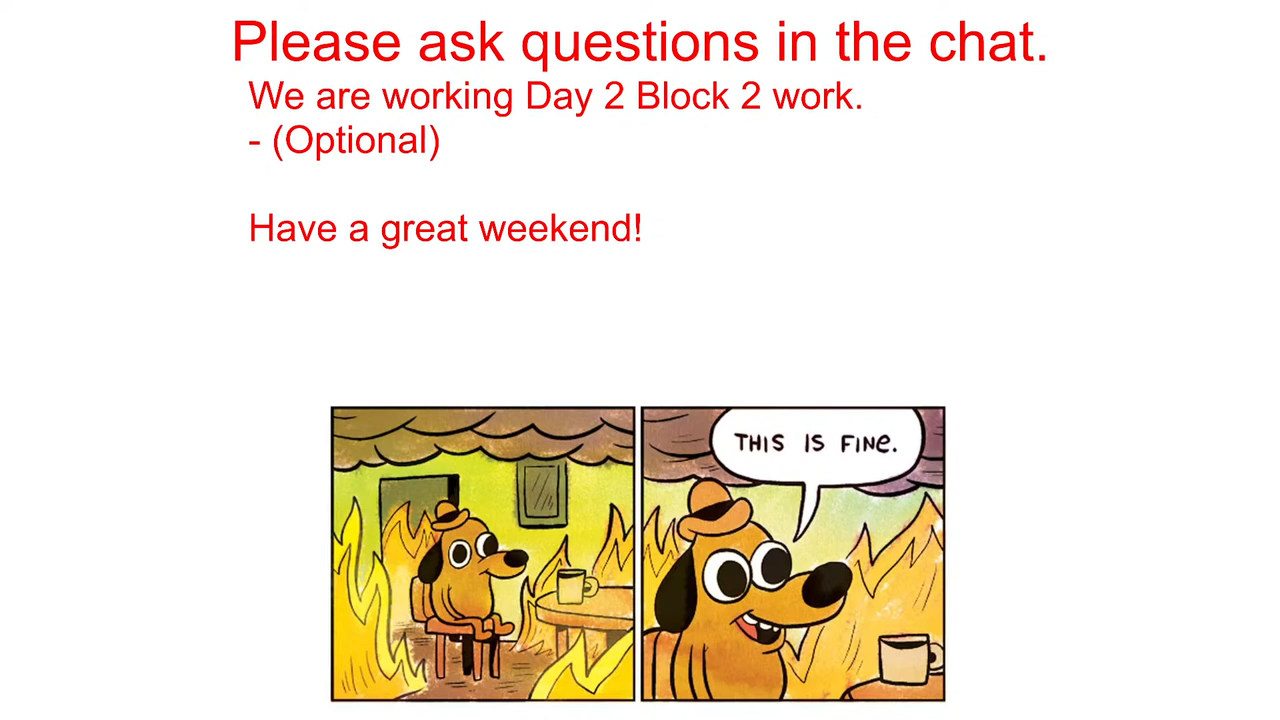 Please ask questions in the chat.
We are working Day 2 Block 2 work.
- (Optional)
Have a great weekend!
THIS IS FINE.